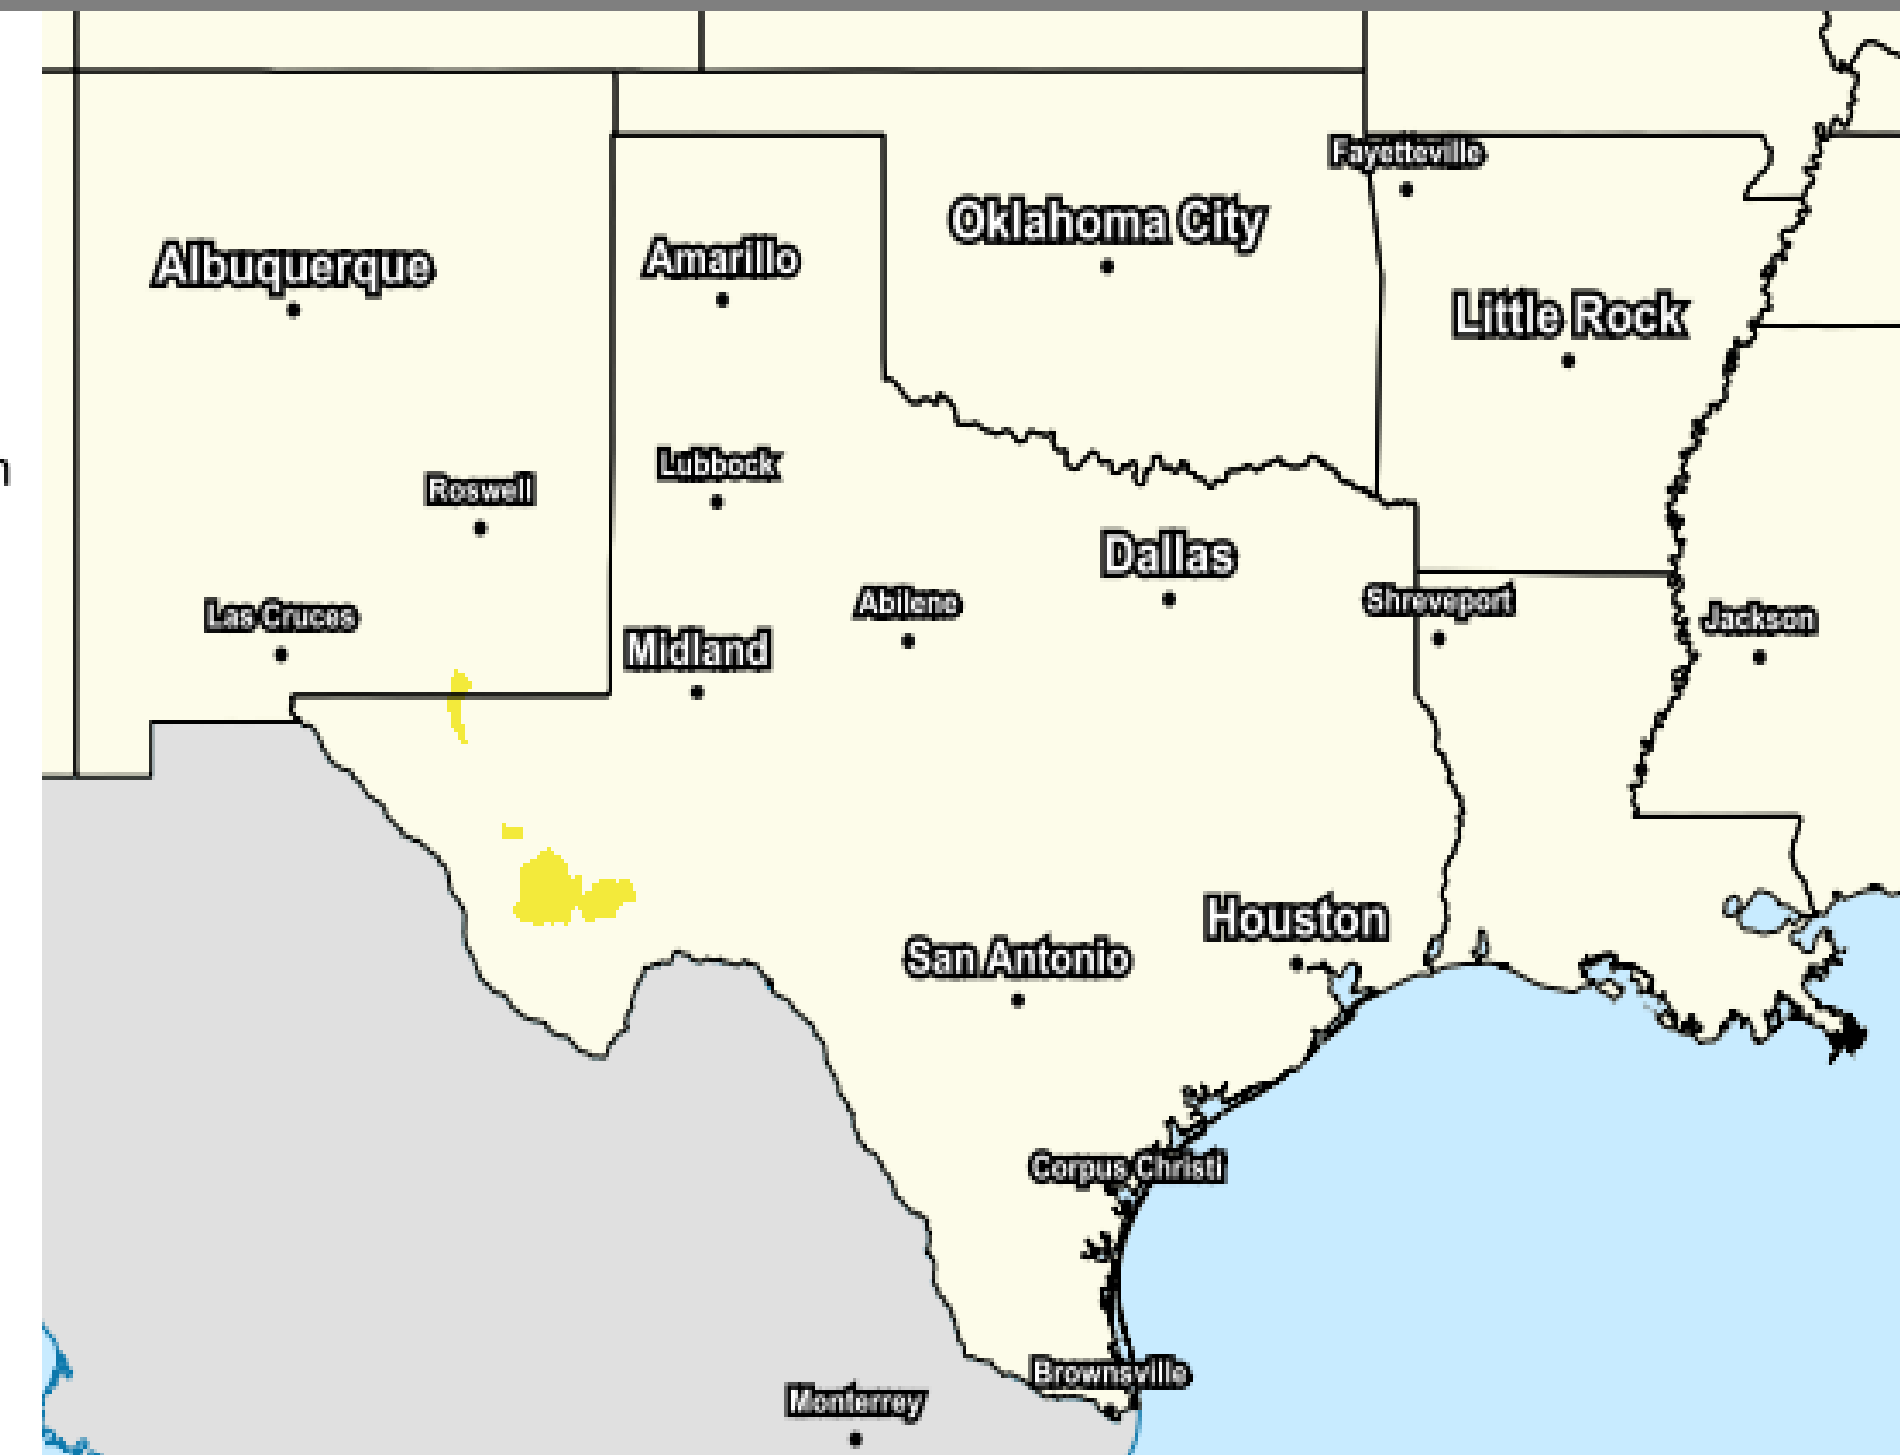 Fayetteville
Oklahoma City
Albuquerque
Amarillo
Little Rock
n
Lubbock
Roswell
Dallas
Abilene
Shreveport
Las Cruces
Jackson
Midland
Houston
San Antonio
Corpus Christi
Brownsville
Monterrey